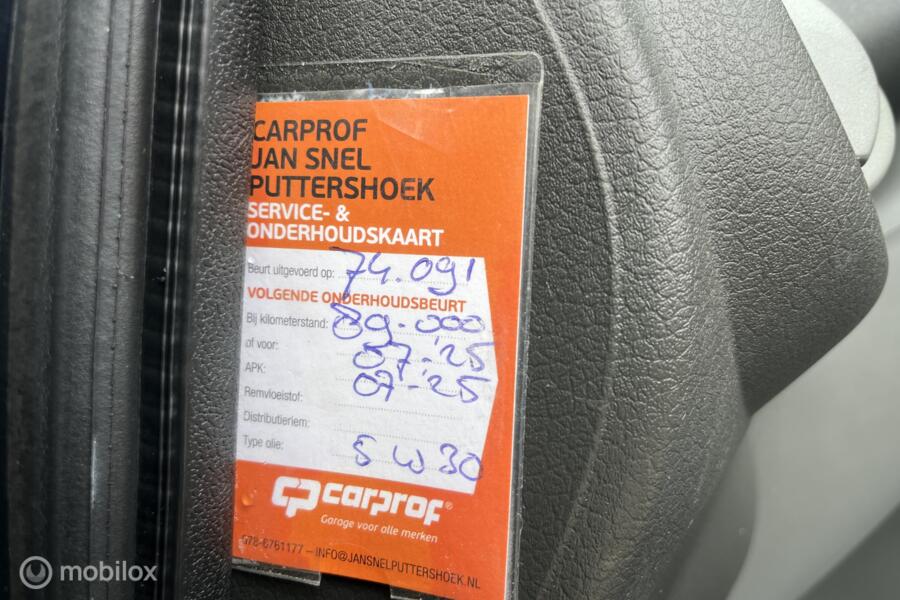 CARPROF
JAN SNEL
PUTTERSHOEK
SERVICE- &
ONDERHOUDSKAART
Beurt uitgevoerd op: 74.091
VOLGENDE ONDERHOUDSBEURT
Bij kilometerstand: 89.000
of voor: 07-'25
APK: 07-'25
Remvloeistof:
Distributieriem:
Type olie: 5 W 30
carprof®
Garage voor alle merken
078-6761177 – INFO@JANSNELPUTTERSHOEK.NL
mobilox